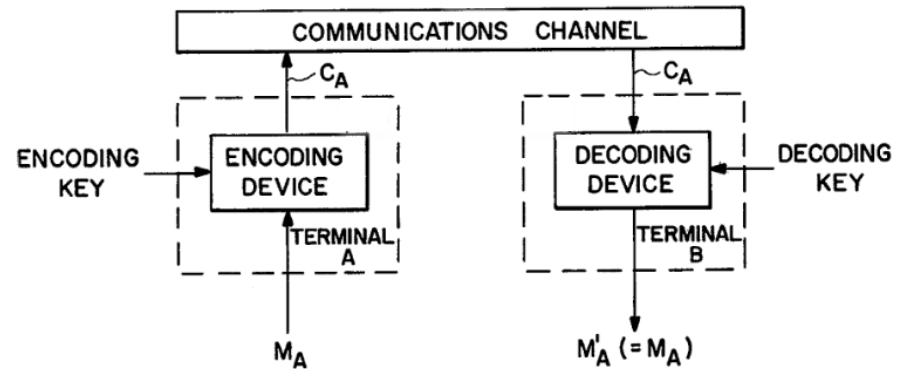 COMMUNICATIONS CHANNEL
C_A
C_A
ENCODING KEY
ENCODING DEVICE
DECODING DEVICE
DECODING KEY
TERMINAL A
TERMINAL B
M_A
M'_A (= M_A)